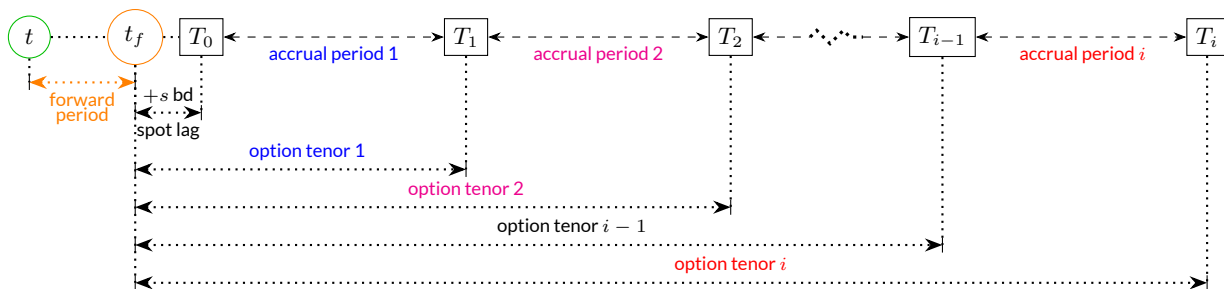 t t_f T_0 T_1 T_2 T_{i−1} T_i
accrual period 1 accrual period 2 accrual period i
forward
period
+s bd
spot lag
option tenor 1
option tenor 2
option tenor i − 1
option tenor i